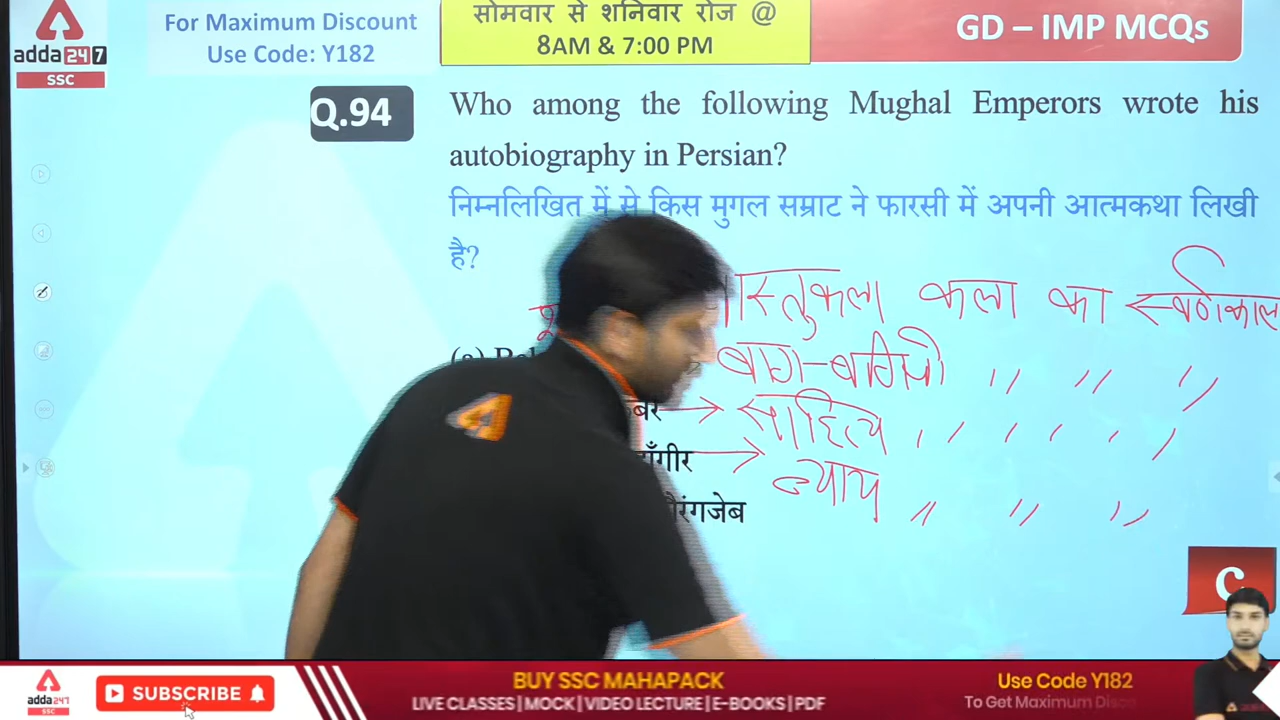 For Maximum Discount
Use Code: Y182
सोमवार से शनिवार रोज @
8AM & 7:00 PM
GD – IMP MCQs
adda247
SSC
Q.94
Who among the following Mughal Emperors wrote his
autobiography in Persian?
निम्नलिखित में से किस मुगल सम्राट ने फारसी में अपनी आत्मकथा लिखी
है?
कला का स्वर्णकाल
बाग-बगिचो " " "
साहित्य " " "
न्याय " " "
C
adda247
SSC
SUBSCRIBE
BUY SSC MAHAPACK
LIVE CLASSES | MOCK | VIDEO LECTURE | E-BOOKS | PDF
Use Code Y182
To Get Maximum